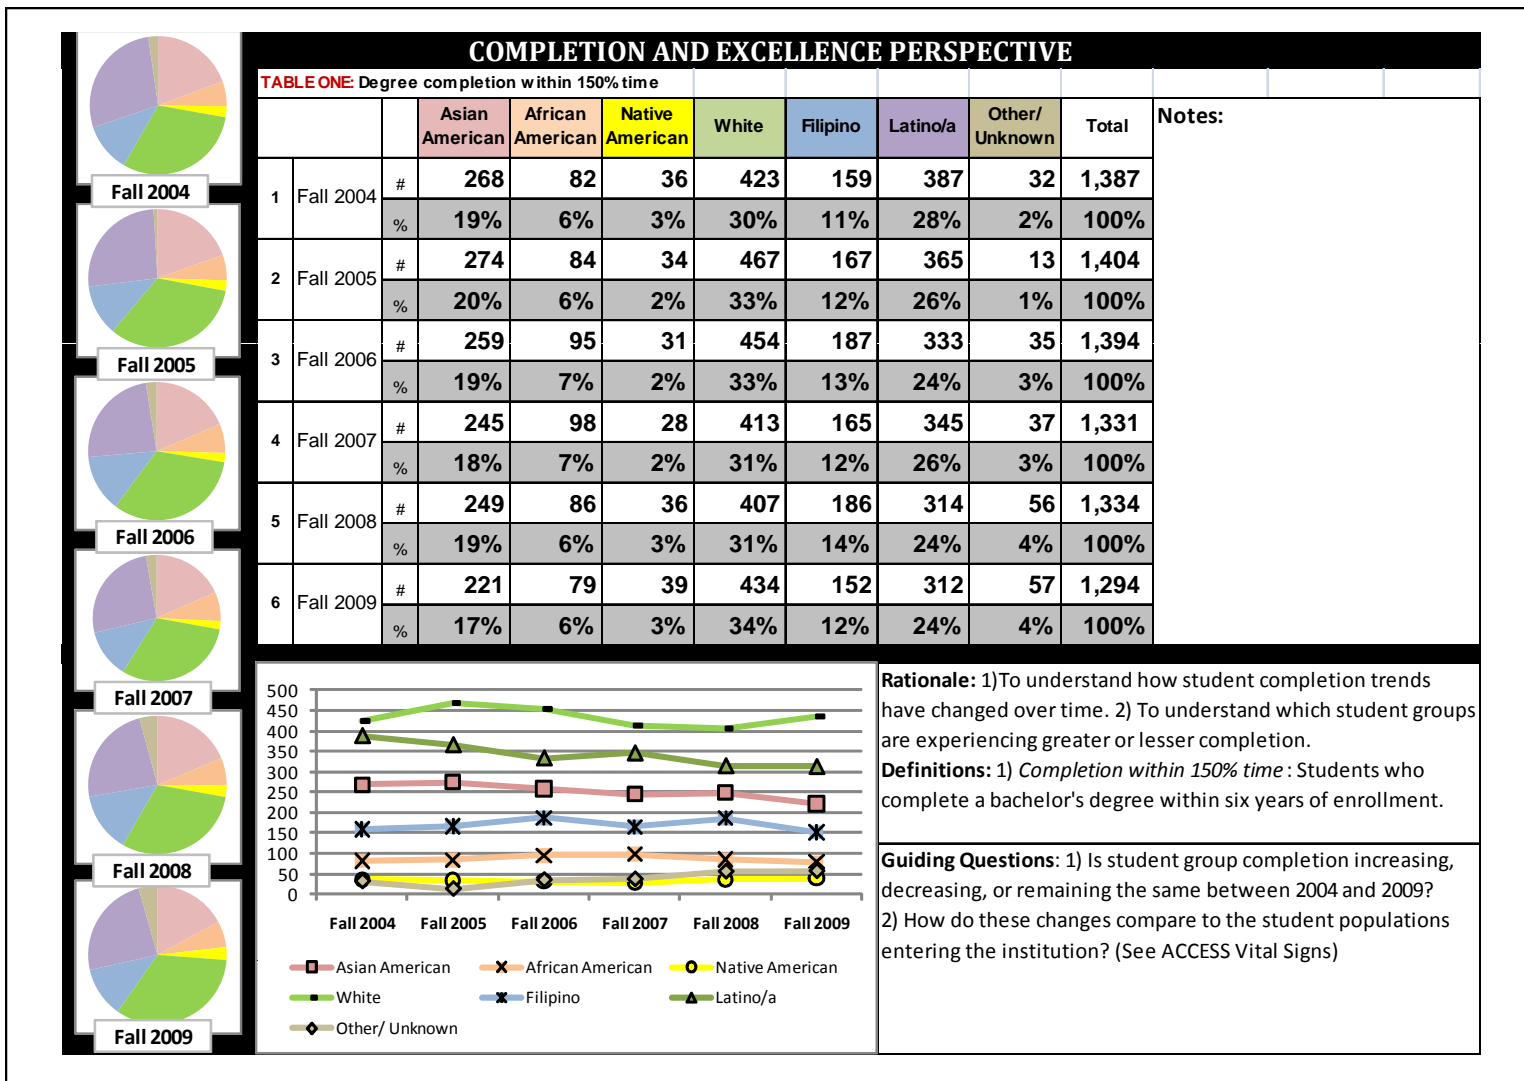 COMPLETION AND EXCELLENCE PERSPECTIVE
TABLE ONE: Degree completion within 150% time
Asian American African American Native American White Filipino Latino/a Other/ Unknown Total Notes:
1 Fall 2004 # 268 82 36 423 159 387 32 1,387
% 19% 6% 3% 30% 11% 28% 2% 100%
2 Fall 2005 # 274 84 34 467 167 365 13 1,404
% 20% 6% 2% 33% 12% 26% 1% 100%
3 Fall 2006 # 259 95 31 454 187 333 35 1,394
% 19% 7% 2% 33% 13% 24% 3% 100%
4 Fall 2007 # 245 98 28 413 165 345 37 1,331
% 18% 7% 2% 31% 12% 26% 3% 100%
5 Fall 2008 # 249 86 36 407 186 314 56 1,334
% 19% 6% 3% 31% 14% 24% 4% 100%
6 Fall 2009 # 221 79 39 434 152 312 57 1,294
% 17% 6% 3% 34% 12% 24% 4% 100%
Fall 2004
Fall 2005
Fall 2006
Fall 2007
Fall 2008
Fall 2009
500
450
400
350
300
250
200
150
100
50
0
Fall 2004 Fall 2005 Fall 2006 Fall 2007 Fall 2008 Fall 2009
Asian American African American Native American
White Filipino Latino/a
Other/ Unknown
Rationale: 1)To understand how student completion trends
have changed over time. 2) To understand which student groups
are experiencing greater or lesser completion.
Definitions: 1) Completion within 150% time : Students who
complete a bachelor's degree within six years of enrollment.
Guiding Questions: 1) Is student group completion increasing,
decreasing, or remaining the same between 2004 and 2009?
2) How do these changes compare to the student populations
entering the institution? (See ACCESS Vital Signs)